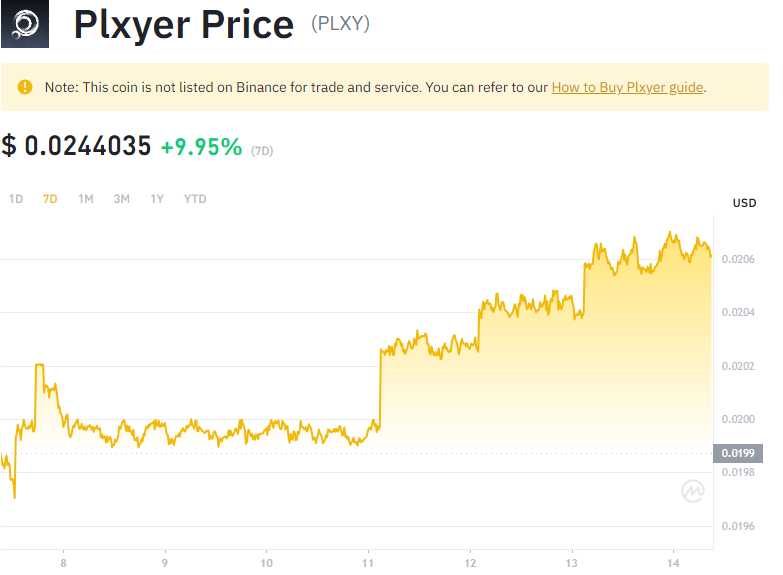 Plxyer Price (PLXY)
Note: This coin is not listed on Binance for trade and service. You can refer to our How to Buy Plxyer guide.
$ 0.0244035 +9.95% (7D)
1D 7D 1M 3M 1Y YTD
USD
0.0206
0.0204
0.0202
0.0200
0.0199
0.0198
0.0196
8 9 10 11 12 13 14